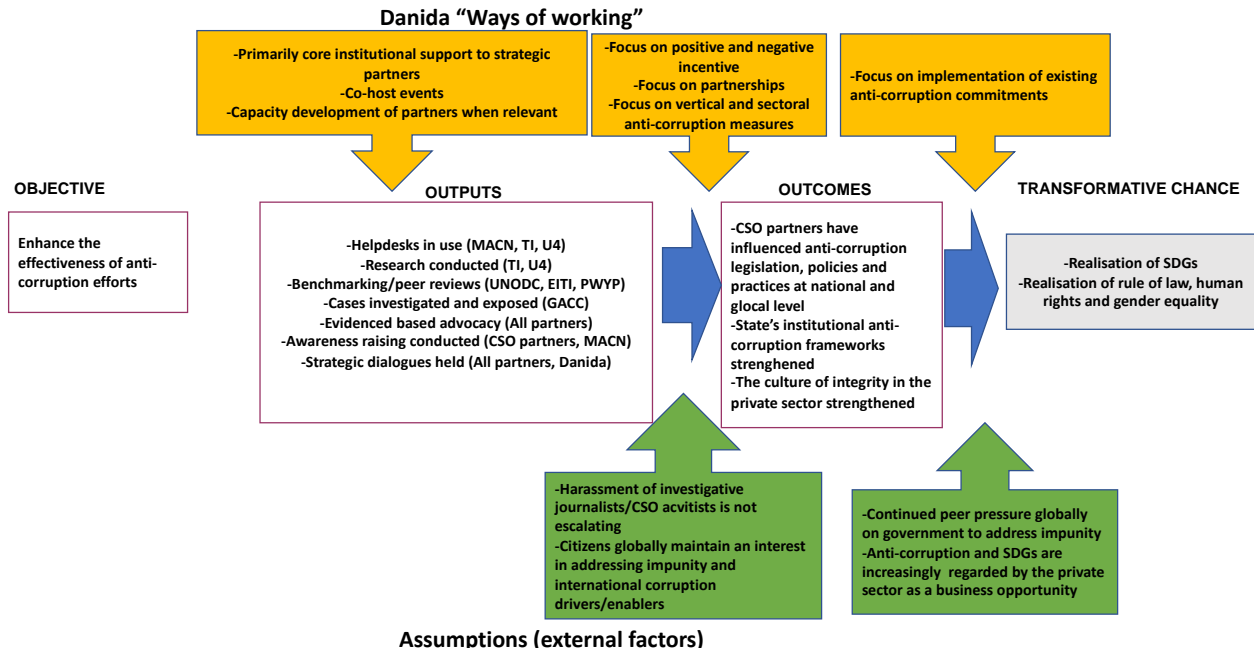 Danida “Ways of working”
-Primarily core institutional support to strategic
partners
-Co-host events
-Capacity development of partners when relevant
-Focus on positive and negative
incentive
-Focus on partnerships
-Focus on vertical and sectoral
anti-corruption measures
-Focus on implementation of existing
anti-corruption commitments
OBJECTIVE
Enhance the
effectiveness of anti-
corruption efforts
OUTPUTS
-Helpdesks in use (MACN, TI, U4)
-Research conducted (TI, U4)
-Benchmarking/peer reviews (UNODC, EITI, PWYP)
-Cases investigated and exposed (GACC)
-Evidenced based advocacy (All partners)
-Awareness raising conducted (CSO partners, MACN)
-Strategic dialogues held (All partners, Danida)
OUTCOMES
-CSO partners have
influenced anti-corruption
legislation, policies and
practices at national and
glocal level
-State’s institutional anti-
corruption frameworks
strenghened
-The culture of integrity in the
private sector strengthened
TRANSFORMATIVE CHANCE
-Realisation of SDGs
-Realisation of rule of law, human
rights and gender equality
-Harassment of investigative
journalists/CSO acvitists is not
escalating
-Citizens globally maintain an interest
in addressing impunity and
international corruption
drivers/enablers
-Continued peer pressure globally
on government to address impunity
-Anti-corruption and SDGs are
increasingly regarded by the private
sector as a business opportunity
Assumptions (external factors)